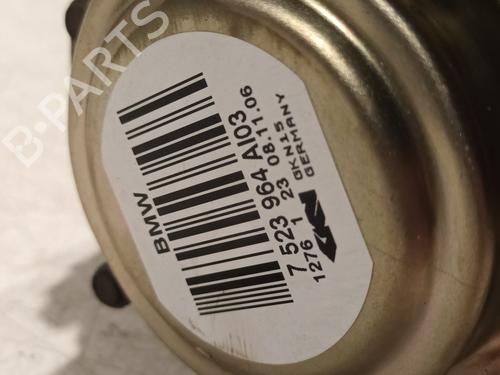 BMW
7 523 964 AI03
08.11.06
1276 1 23 GKN15
GERMANY
GKN
B-PARTS